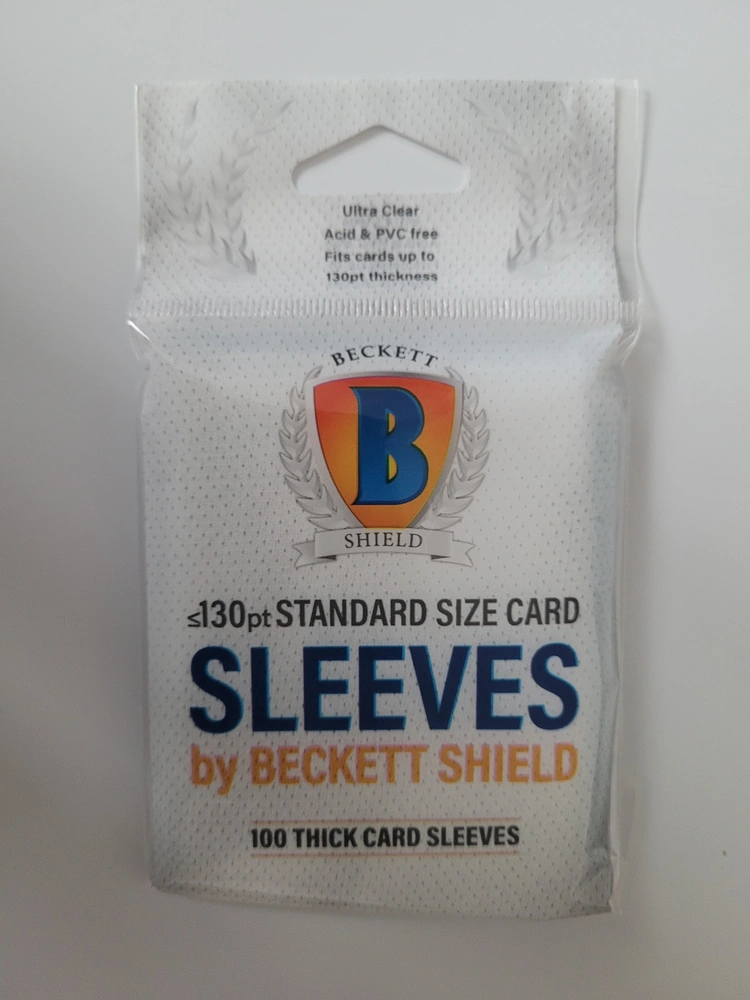 Ultra Clear
Acid & PVC free
Fits cards up to
130pt thickness
BECKETT
B
SHIELD
≤130pt STANDARD SIZE CARD
SLEEVES
by BECKETT SHIELD
100 THICK CARD SLEEVES